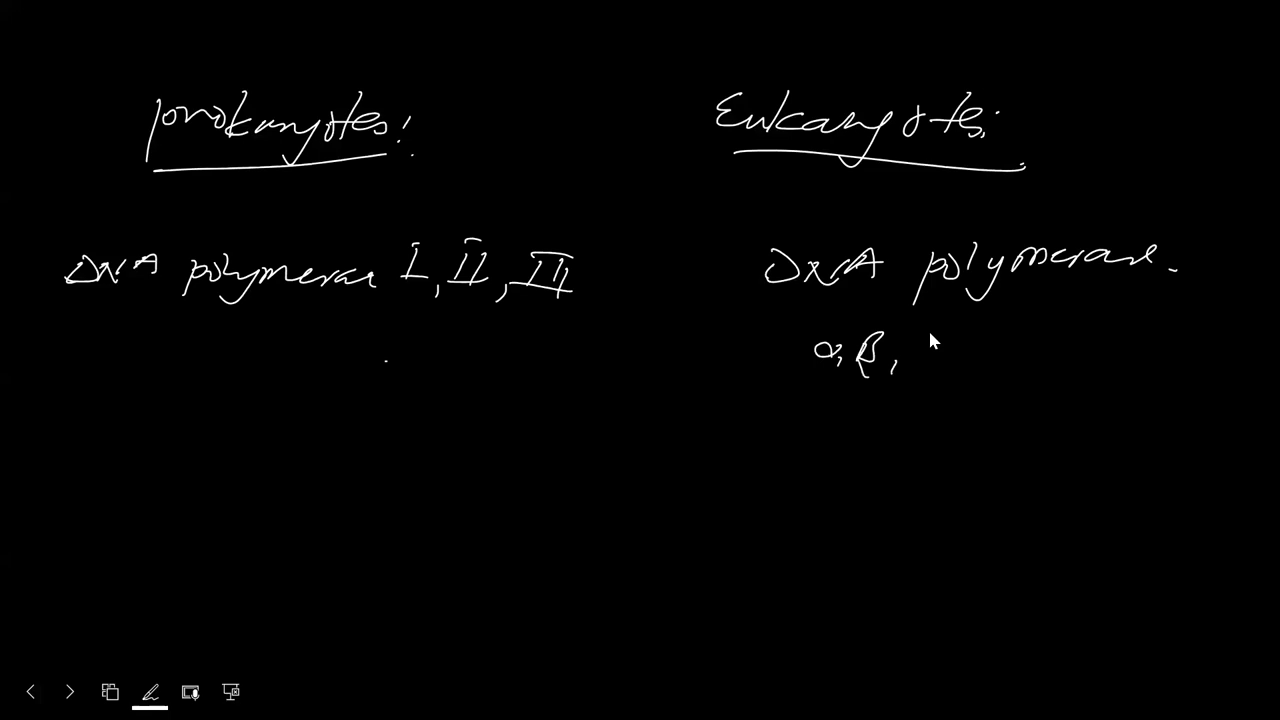 prokaryotes:
Eukaryotes:
DNA polymerase I, II, III
DNA polymerase.
α, β,